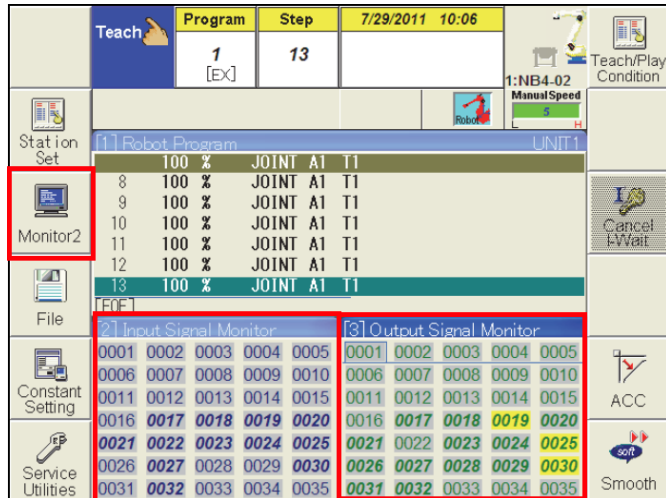 Teach
Program
Step
7/29/2011 10:06
1
[EX]
13
1:NB4-02
Manual Speed
5
L H
Robot
Teach/Play
Condition
Station
Set
Monitor2
File
Constant
Setting
Service
Utilities
[1] Robot Program UNIT1
100 % JOINT A1 T1
8 100 % JOINT A1 T1
9 100 % JOINT A1 T1
10 100 % JOINT A1 T1
11 100 % JOINT A1 T1
12 100 % JOINT A1 T1
13 100 % JOINT A1 T1
[EOF]
[2] Input Signal Monitor
0001 0002 0003 0004 0005
0006 0007 0008 0009 0010
0011 0012 0013 0014 0015
0016 0017 0018 0019 0020
0021 0022 0023 0024 0025
0026 0027 0028 0029 0030
0031 0032 0033 0034 0035
[3] Output Signal Monitor
0001 0002 0003 0004 0005
0006 0007 0008 0009 0010
0011 0012 0013 0014 0015
0016 0017 0018 0019 0020
0021 0022 0023 0024 0025
0026 0027 0028 0029 0030
0031 0032 0033 0034 0035
Cancel
I-Wait
ACC
soft
Smooth